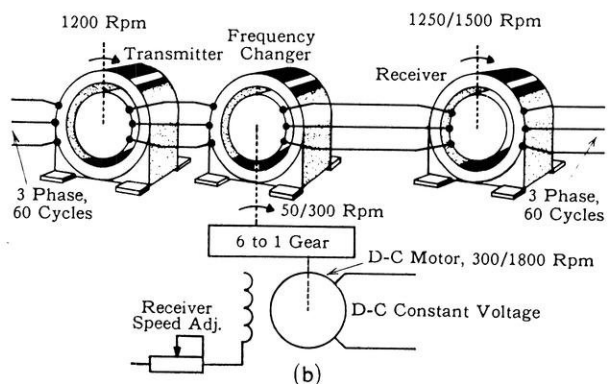 1200 Rpm
Transmitter
Frequency
Changer
1250/1500 Rpm
Receiver
3 Phase,
60 Cycles
3 Phase,
60 Cycles
50/300 Rpm
6 to 1 Gear
D-C Motor, 300/1800 Rpm
Receiver
Speed Adj.
D-C Constant Voltage
(b)